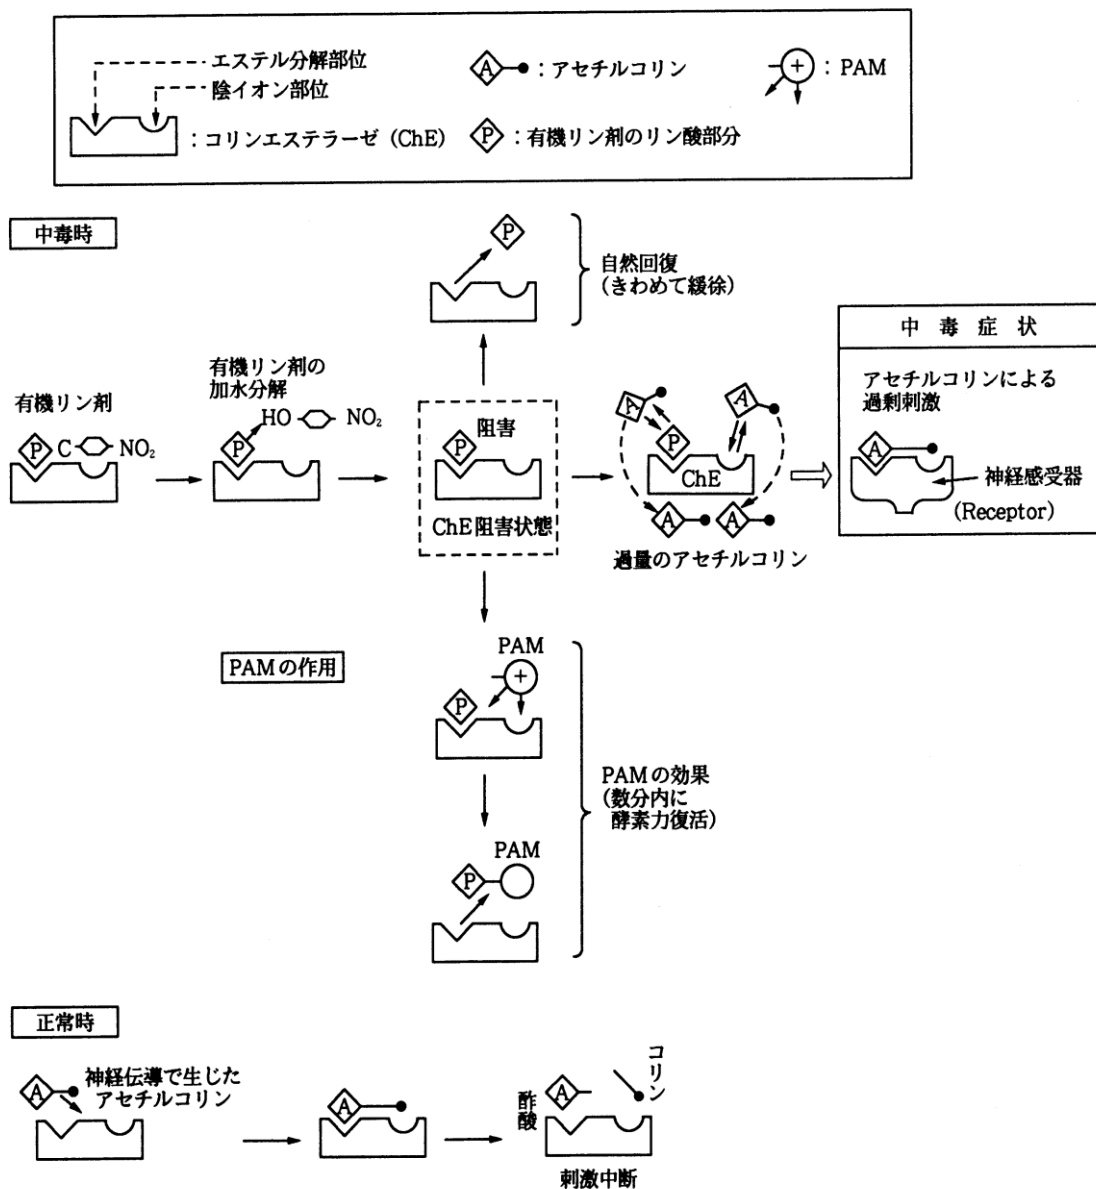 エステル分解部位
陰イオン部位
：コリンエステラーゼ（ChE）
A ：アセチルコリン
P ：有機リン剤のリン酸部分
+ ：PAM
中毒時
P
自然回復
（きわめて緩徐）
有機リン剤
P C NO₂
有機リン剤の
加水分解
P HO NO₂
阻害
P
ChE阻害状態
A A
P
ChE
A A
過量のアセチルコリン
中毒症状
アセチルコリンによる
過剰刺激
A
神経感受器
(Receptor)
PAMの作用
PAM
+
P
PAM
P
PAMの効果
（数分内に
酵素力復活）
正常時
A 神経伝導で生じた
アセチルコリン
A
酢酸
A
コリン
刺激中断